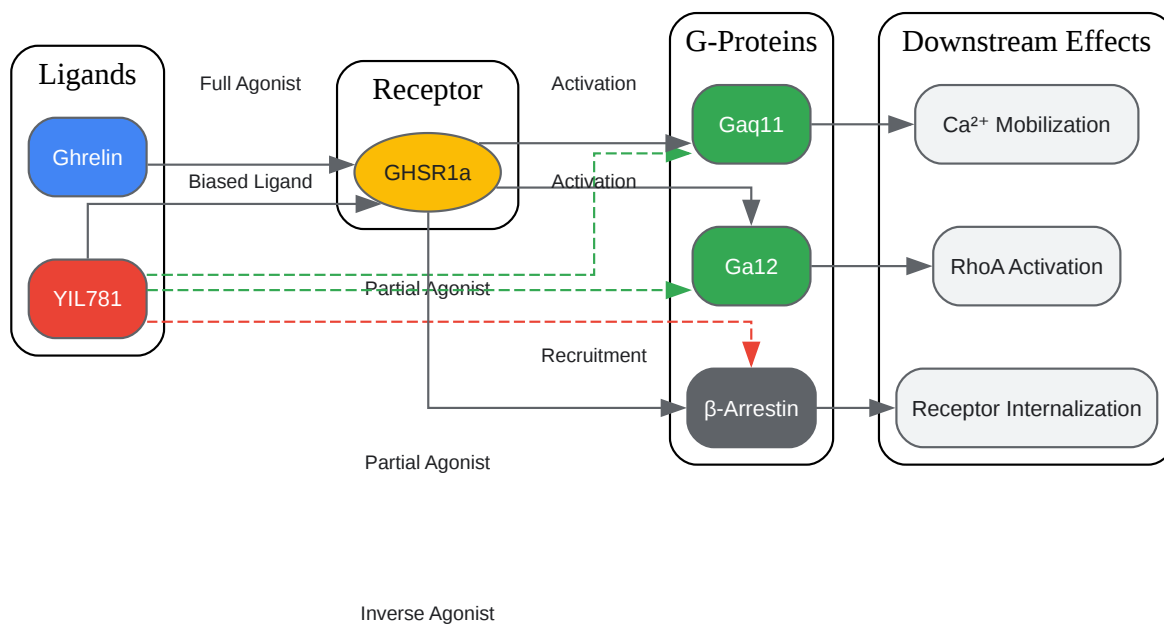 Ligands
Ghrelin
YIL781
Full Agonist
Biased Ligand
Receptor
GHSR1a
Partial Agonist
Partial Agonist
Inverse Agonist
Activation
Activation
Recruitment
G-Proteins
Gaq11
Ga12
β-Arrestin
Downstream Effects
Ca²⁺ Mobilization
RhoA Activation
Receptor Internalization